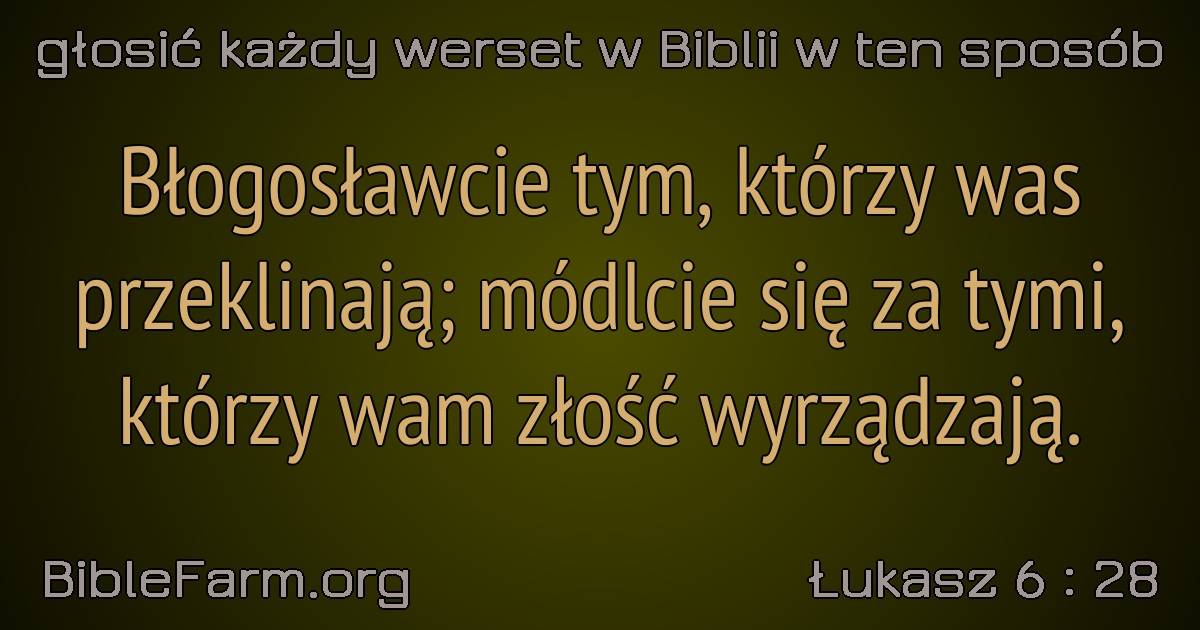 głosić każdy werset w Biblii w ten sposób
Błogosławcie tym, którzy was
przeklinają; módlcie się za tymi,
którzy wam złość wyrządzają.
BibleFarm.org
Łukasz 6 : 28